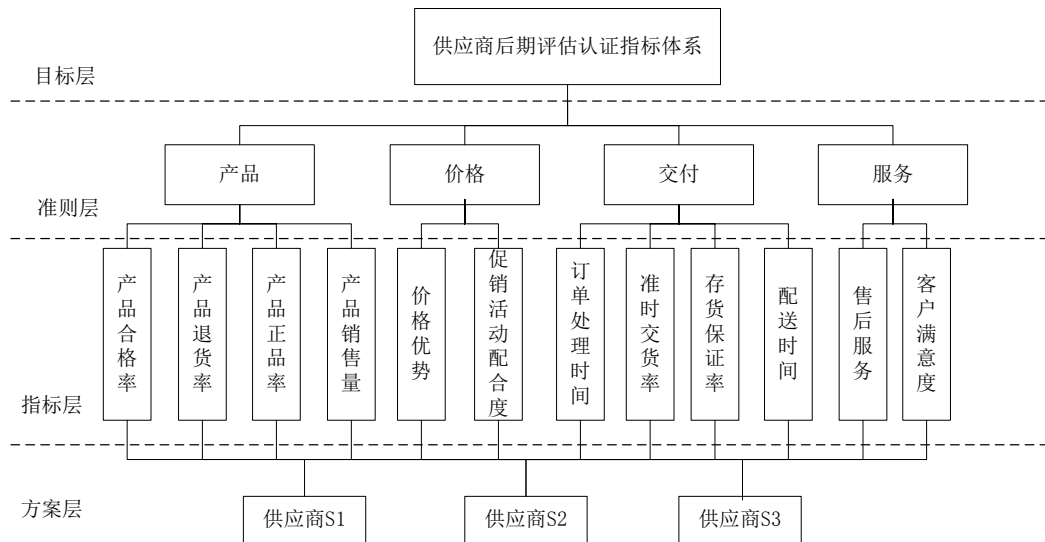 供应商后期评估认证指标体系
目标层
产品
价格
交付
服务
准则层
产品合格率
产品退货率
产品正品率
产品销售量
价格优势
促销活动配合度
订单处理时间
准时交货率
存货保证率
配送时间
售后服务
客户满意度
指标层
方案层
供应商S1
供应商S2
供应商S3